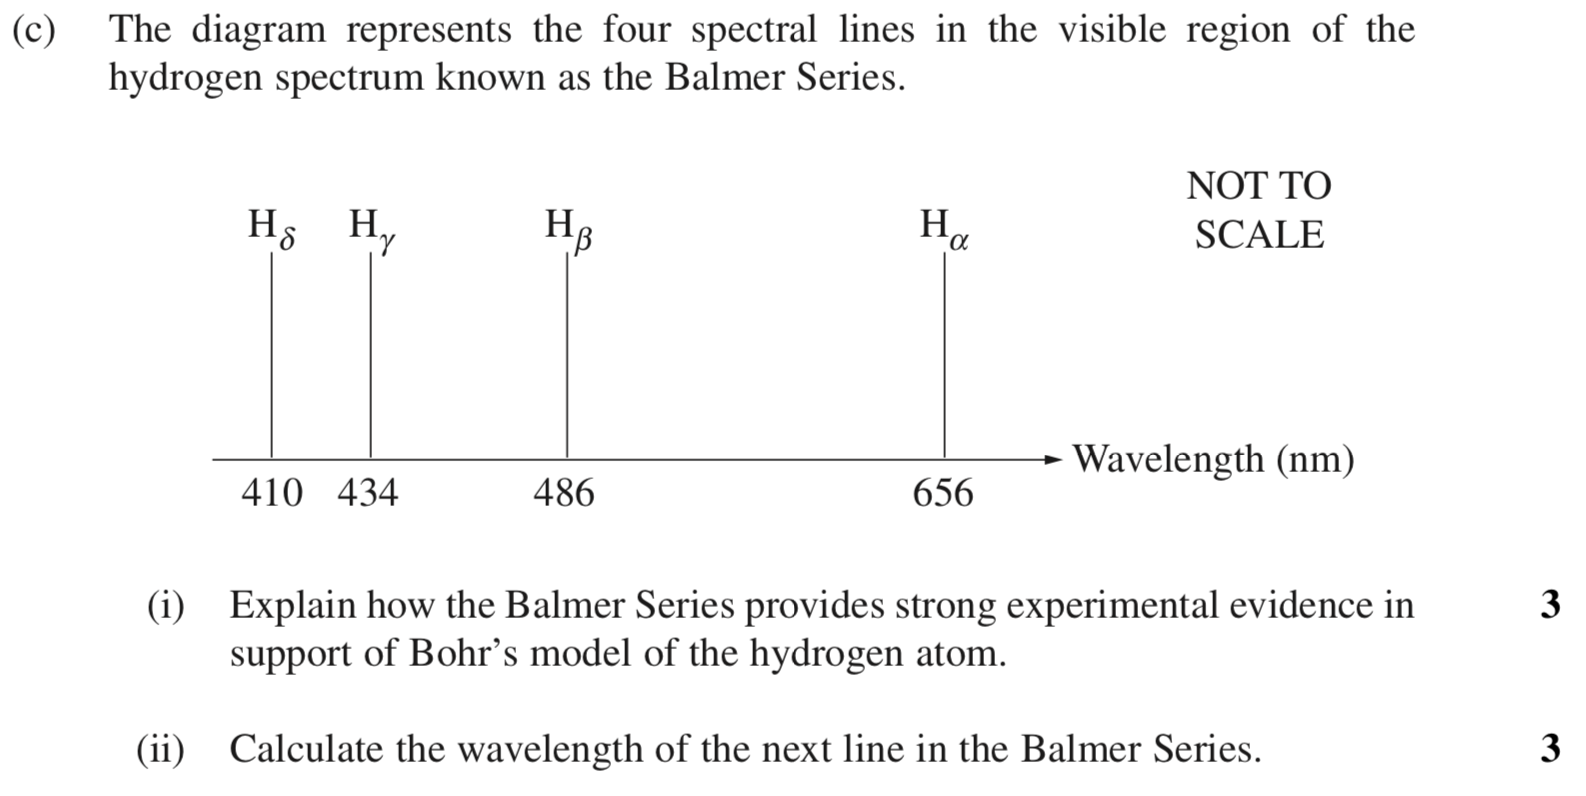 (c) The diagram represents the four spectral lines in the visible region of the
hydrogen spectrum known as the Balmer Series.
NOT TO
SCALE
Hδ Hγ Hβ Hα
Wavelength (nm)
410 434 486 656
(i) Explain how the Balmer Series provides strong experimental evidence in 3
support of Bohr’s model of the hydrogen atom.
(ii) Calculate the wavelength of the next line in the Balmer Series. 3